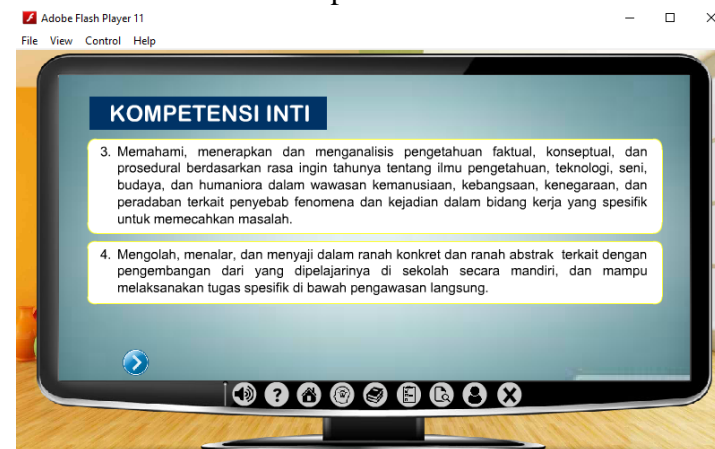 Adobe Flash Player 11
File View Control Help
KOMPETENSI INTI
3. Memahami, menerapkan dan menganalisis pengetahuan faktual, konseptual, dan
prosedural berdasarkan rasa ingin tahunya tentang ilmu pengetahuan, teknologi, seni,
budaya, dan humaniora dalam wawasan kemanusiaan, kebangsaan, kenegaraan, dan
peradaban terkait penyebab fenomena dan kejadian dalam bidang kerja yang spesifik
untuk memecahkan masalah.
4. Mengolah, menalar, dan menyaji dalam ranah konkret dan ranah abstrak terkait dengan
pengembangan dari yang dipelajarinya di sekolah secara mandiri, dan mampu
melaksanakan tugas spesifik di bawah pengawasan langsung.